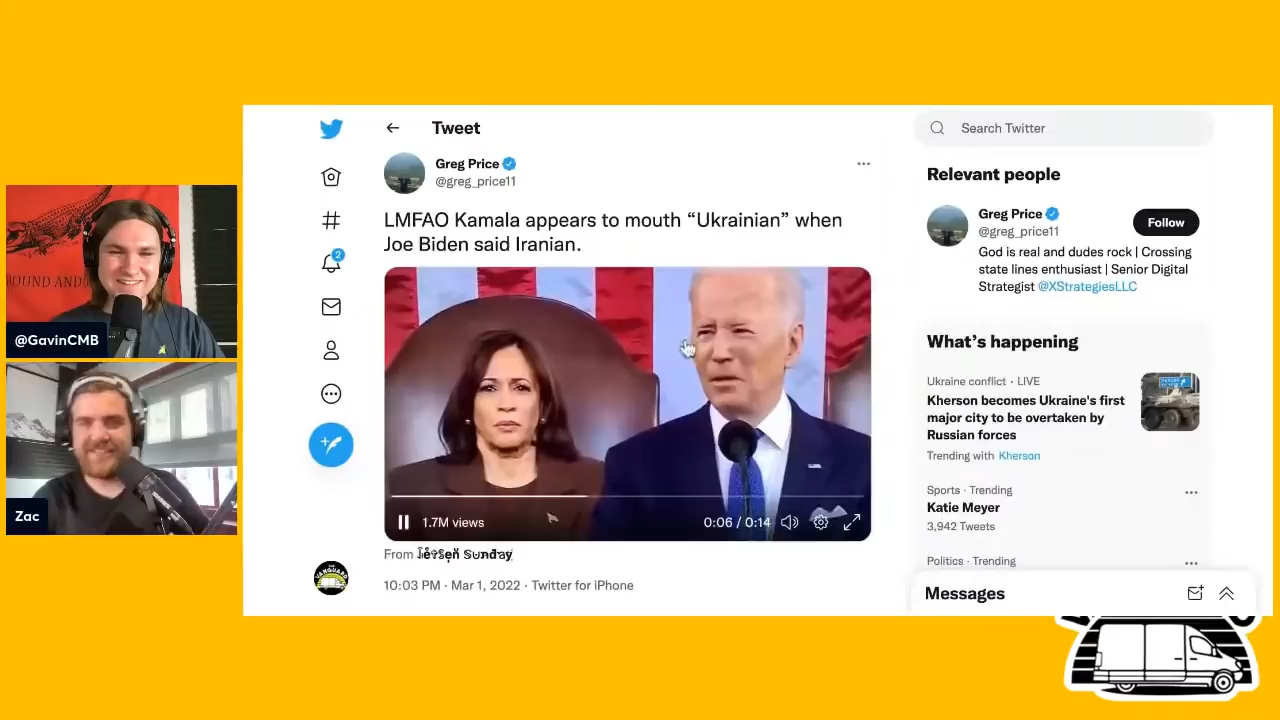 Tweet
Search Twitter
Greg Price
@greg_price11
LMFAO Kamala appears to mouth “Ukrainian” when
Joe Biden said Iranian.
1.7M views
0:06 / 0:14
From
10:03 PM · Mar 1, 2022 · Twitter for iPhone
2
Relevant people
Greg Price
@greg_price11
Follow
God is real and dudes rock | Crossing
state lines enthusiast | Senior Digital
Strategist @XStrategiesLLC
What’s happening
Ukraine conflict · LIVE
Kherson becomes Ukraine's first
major city to be overtaken by
Russian forces
Trending with Kherson
Sports · Trending
Katie Meyer
3,942 Tweets
Politics · Trending
Messages
OUND AND
@GavinCMB
Zac
VANGUARD